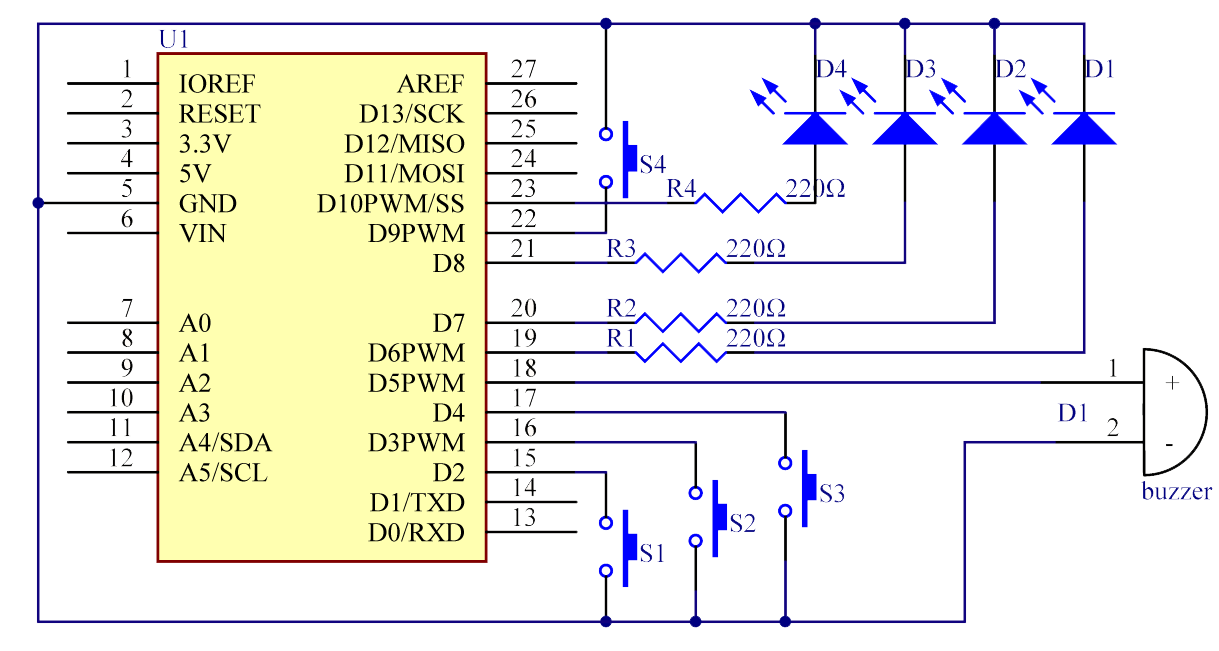 U1
1 IOREF AREF 27
2 RESET D13/SCK 26
3 3.3V D12/MISO 25
4 5V D11/MOSI 24
5 GND D10PWM/SS 23
6 VIN D9PWM 22
D8 21
7 A0 D7 20
8 A1 D6PWM 19
9 A2 D5PWM 18
10 A3 D4 17
11 A4/SDA D3PWM 16
12 A5/SCL D2 15
D1/TXD 14
D0/RXD 13
D4 D3 D2 D1
S4
R4 220Ω
R3 220Ω
R2 220Ω
R1 220Ω
1 +
D1
2 -
buzzer
S3
S2
S1